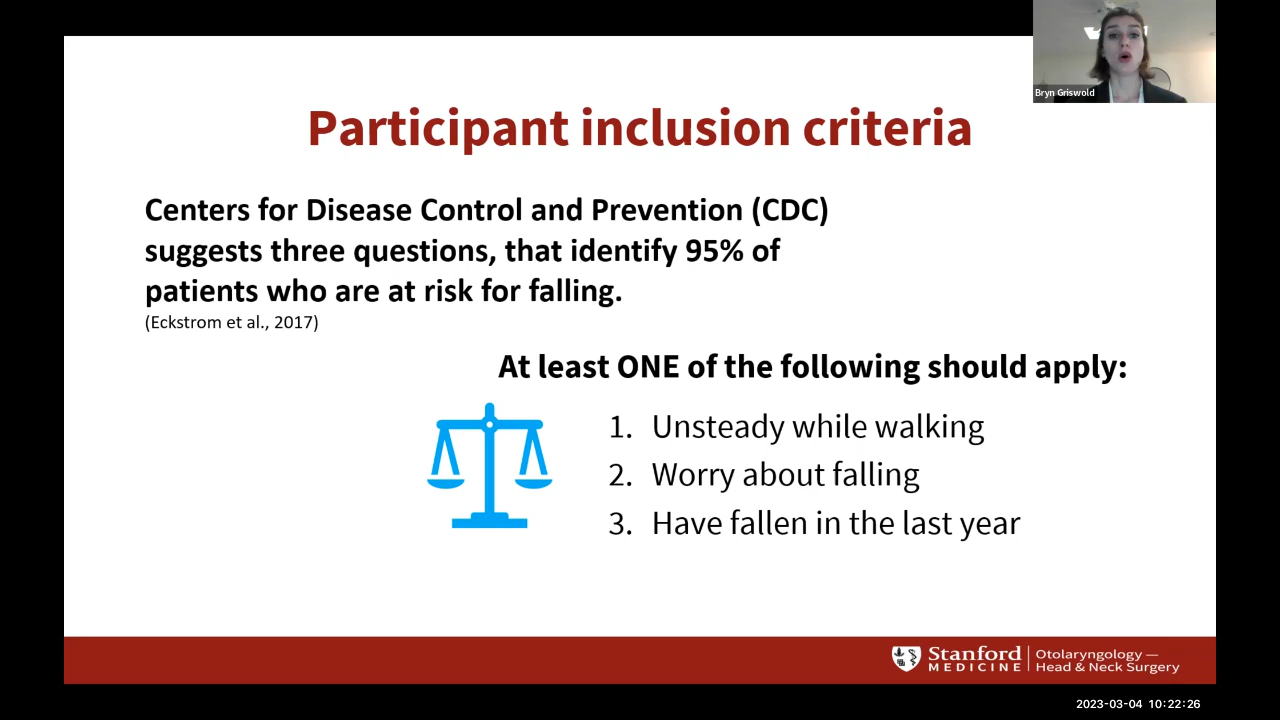 Bryn Griswold
Participant inclusion criteria
Centers for Disease Control and Prevention (CDC)
suggests three questions, that identify 95% of
patients who are at risk for falling.
(Eckstrom et al., 2017)
At least ONE of the following should apply:
1. Unsteady while walking
2. Worry about falling
3. Have fallen in the last year
Stanford
MEDICINE
Otolaryngology —
Head & Neck Surgery
2023-03-04 10:22:26